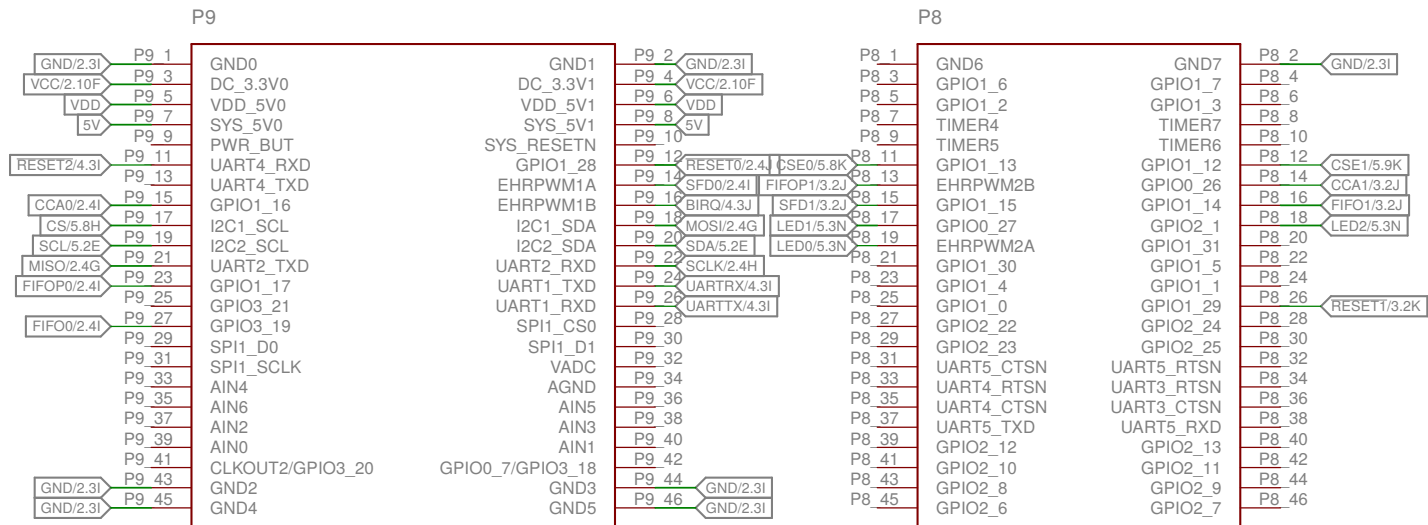 P9 P8
GND/2.3I P9_1 GND0 GND1 P9_2 GND/2.3I P8_1 GND6 GND7 P8_2 GND/2.3I
VCC/2.10F P9_3 DC_3.3V0 DC_3.3V1 P9_4 VCC/2.10F P8_3 GPIO1_6 GPIO1_7 P8_4
VDD P9_5 VDD_5V0 VDD_5V1 P9_6 VDD P8_5 GPIO1_2 GPIO1_3 P8_6
5V P9_7 SYS_5V0 SYS_5V1 P9_8 5V P8_7 TIMER4 TIMER7 P8_8
P9_9 PWR_BUT SYS_RESETN P9_10 P8_9 TIMER5 TIMER6 P8_10
RESET2/4.3I P9_11 UART4_RXD GPIO1_28 P9_12 RESET0/2.4J CSE0/5.8K P8_11 GPIO1_13 GPIO1_12 P8_12 CSE1/5.9K
P9_13 UART4_TXD EHRPWM1A P9_14 SFD0/2.4I FIFOP1/3.2J P8_13 EHRPWM2B GPIO0_26 P8_14 CCA1/3.2J
CCA0/2.4I P9_15 GPIO1_16 EHRPWM1B P9_16 BIRQ/4.3J SFD1/3.2J P8_15 GPIO1_15 GPIO1_14 P8_16 FIFO1/3.2J
CS/5.8H P9_17 I2C1_SCL I2C1_SDA P9_18 MOSI/2.4G LED1/5.3N P8_17 GPIO0_27 GPIO2_1 P8_18 LED2/5.3N
SCL/5.2E P9_19 I2C2_SCL I2C2_SDA P9_20 SDA/5.2E LED0/5.3N P8_19 EHRPWM2A GPIO1_31 P8_20
MISO/2.4G P9_21 UART2_TXD UART2_RXD P9_22 SCLK/2.4H P8_21 GPIO1_30 GPIO1_5 P8_22
FIFOP0/2.4I P9_23 GPIO1_17 UART1_TXD P9_24 UARTRX/4.3I P8_23 GPIO1_4 GPIO1_1 P8_24
P9_25 GPIO3_21 UART1_RXD P9_26 UARTTX/4.3I P8_25 GPIO1_0 GPIO1_29 P8_26 RESET1/3.2K
FIFO0/2.4I P9_27 GPIO3_19 SPI1_CS0 P9_28 P8_27 GPIO2_22 GPIO2_24 P8_28
P9_29 SPI1_D0 SPI1_D1 P9_30 P8_29 GPIO2_23 GPIO2_25 P8_30
P9_31 SPI1_SCLK VADC P9_32 P8_31 UART5_CTSN UART5_RTSN P8_32
P9_33 AIN4 AGND P9_34 P8_33 UART4_RTSN UART3_RTSN P8_34
P9_35 AIN6 AIN5 P9_36 P8_35 UART4_CTSN UART3_CTSN P8_36
P9_37 AIN2 AIN3 P9_38 P8_37 UART5_TXD UART5_RXD P8_38
P9_39 AIN0 AIN1 P9_40 P8_39 GPIO2_12 GPIO2_13 P8_40
P9_41 CLKOUT2/GPIO3_20 GPIO0_7/GPIO3_18 P9_42 P8_41 GPIO2_10 GPIO2_11 P8_42
GND/2.3I P9_43 GND2 GND3 P9_44 GND/2.3I P8_43 GPIO2_8 GPIO2_9 P8_44
GND/2.3I P9_45 GND4 GND5 P9_46 GND/2.3I P8_45 GPIO2_6 GPIO2_7 P8_46